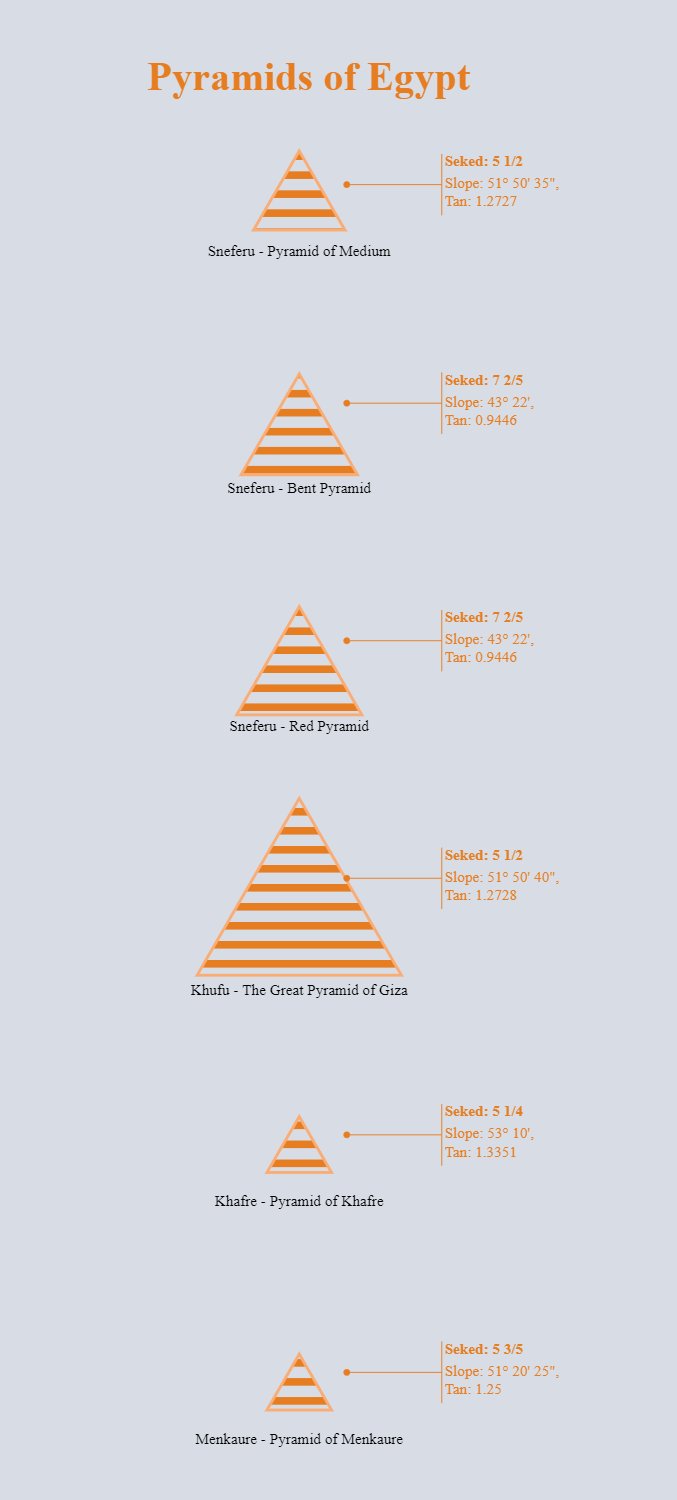 Pyramids of Egypt
Seked: 5 1/2
Slope: 51° 50' 35",
Tan: 1.2727
Sneferu - Pyramid of Medium
Seked: 7 2/5
Slope: 43° 22',
Tan: 0.9446
Sneferu - Bent Pyramid
Seked: 7 2/5
Slope: 43° 22',
Tan: 0.9446
Sneferu - Red Pyramid
Seked: 5 1/2
Slope: 51° 50' 40",
Tan: 1.2728
Khufu - The Great Pyramid of Giza
Seked: 5 1/4
Slope: 53° 10',
Tan: 1.3351
Khafre - Pyramid of Khafre
Seked: 5 3/5
Slope: 51° 20' 25",
Tan: 1.25
Menkaure - Pyramid of Menkaure